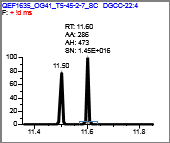 QEF1635_OG41_T5-45-2-7_SC DGCC-22:4
F: + ld ms
RT: 11.60
AA: 286
AH: 473
SN: 1.45E+016
100
11.50
80
60
40
20
0
11.4 11.6 11.8